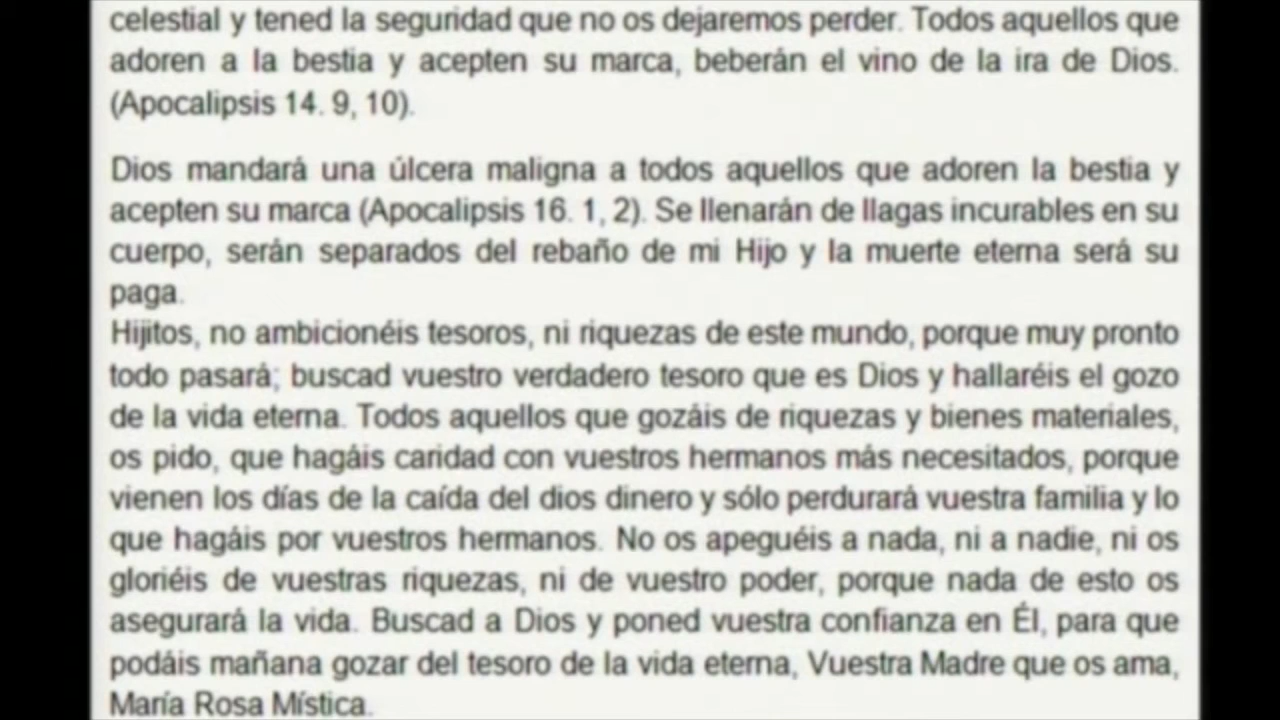 celestial y tened la seguridad que no os dejaremos perder. Todos aquellos que
adoren a la bestia y acepten su marca, beberán el vino de la ira de Dios.
(Apocalipsis 14. 9, 10).
Dios mandará una úlcera maligna a todos aquellos que adoren la bestia y
acepten su marca (Apocalipsis 16. 1, 2). Se llenarán de llagas incurables en su
cuerpo, serán separados del rebaño de mi Hijo y la muerte eterna será su
paga.
Hijitos, no ambicionéis tesoros, ni riquezas de este mundo, porque muy pronto
todo pasará; buscad vuestro verdadero tesoro que es Dios y hallaréis el gozo
de la vida eterna. Todos aquellos que gozáis de riquezas y bienes materiales,
os pido, que hagáis caridad con vuestros hermanos más necesitados, porque
vienen los días de la caída del dios dinero y sólo perdurará vuestra familia y lo
que hagáis por vuestros hermanos. No os apeguéis a nada, ni a nadie, ni os
gloriéis de vuestras riquezas, ni de vuestro poder, porque nada de esto os
asegurará la vida. Buscad a Dios y poned vuestra confianza en Él, para que
podáis mañana gozar del tesoro de la vida eterna, Vuestra Madre que os ama,
María Rosa Mística.